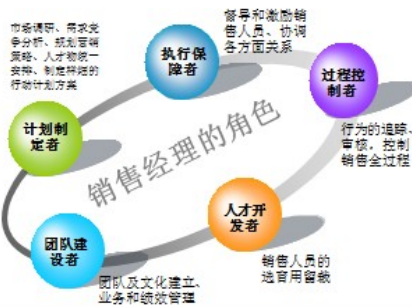 市场调研、需求竞
争分析、规划营销
策略、人才物统一
安排、制定详细的
行动计划方案
计划制
定者
执行保
障者
督导和激励销
售人员、协调
各方面关系
过程控
制者
行为的追踪、
审核，控制
销售全过程
销售经理的角色
人才开
发者
销售人员的
选育用留裁
团队建
设者
团队及文化建立、
业务和绩效管理